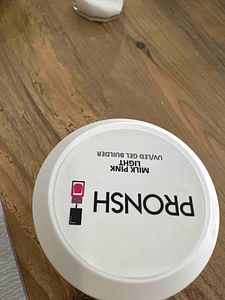 PRONSH
MILK PINK
LIGHT
UV/LED GEL BUILDER